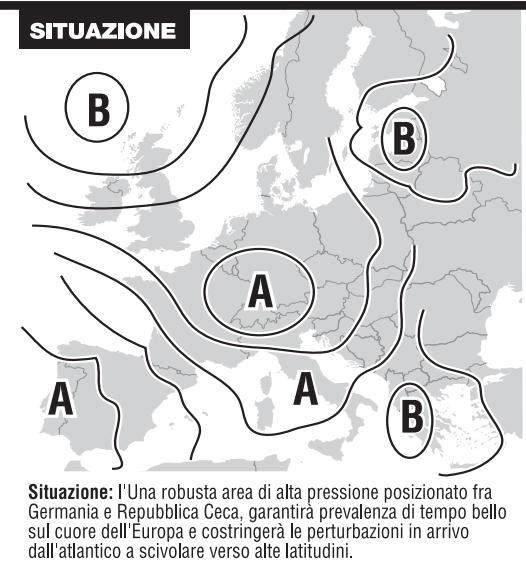 SITUAZIONE
B
B
A
A
A
B
Situazione: l'Una robusta area di alta pressione posizionato fra
Germania e Repubblica Ceca, garantirà prevalenza di tempo bello
sul cuore dell'Europa e costringerà le perturbazioni in arrivo
dall'atlantico a scivolare verso alte latitudini.